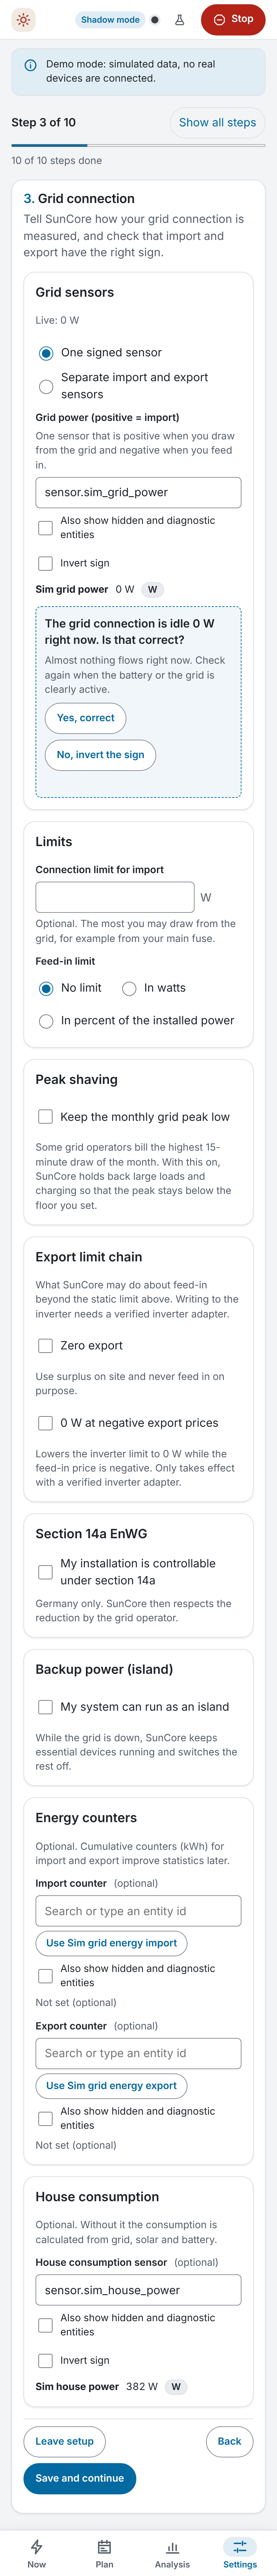 Shadow mode
Stop
Demo mode: simulated data, no real
devices are connected.
Step 3 of 10
Show all steps
10 of 10 steps done
3. Grid connection
Tell SunCore how your grid connection is
measured, and check that import and
export have the right sign.
Grid sensors
Live: 0 W
One signed sensor
Separate import and export
sensors
Grid power (positive = import)
One sensor that is positive when you draw
from the grid and negative when you feed
in.
sensor.sim_grid_power
Also show hidden and diagnostic
entities
Invert sign
Sim grid power 0 W W
The grid connection is idle 0 W
right now. Is that correct?
Almost nothing flows right now. Check
again when the battery or the grid is
clearly active.
Yes, correct
No, invert the sign
Limits
Connection limit for import
W
Optional. The most you may draw from the
grid, for example from your main fuse.
Feed-in limit
No limit
In watts
In percent of the installed power
Peak shaving
Keep the monthly grid peak low
Some grid operators bill the highest 15-
minute draw of the month. With this on,
SunCore holds back large loads and
charging so that the peak stays below the
floor you set.
Export limit chain
What SunCore may do about feed-in
beyond the static limit above. Writing to the
inverter needs a verified inverter adapter.
Zero export
Use surplus on site and never feed in on
purpose.
0 W at negative export prices
Lowers the inverter limit to 0 W while the
feed-in price is negative. Only takes effect
with a verified inverter adapter.
Section 14a EnWG
My installation is controllable
under section 14a
Germany only. SunCore then respects the
reduction by the grid operator.
Backup power (island)
My system can run as an island
While the grid is down, SunCore keeps
essential devices running and switches the
rest off.
Energy counters
Optional. Cumulative counters (kWh) for
import and export improve statistics later.
Import counter (optional)
Search or type an entity id
Use Sim grid energy import
Also show hidden and diagnostic
entities
Not set (optional)
Export counter (optional)
Search or type an entity id
Use Sim grid energy export
Also show hidden and diagnostic
entities
Not set (optional)
House consumption
Optional. Without it the consumption is
calculated from grid, solar and battery.
House consumption sensor (optional)
sensor.sim_house_power
Also show hidden and diagnostic
entities
Invert sign
Sim house power 382 W W
Leave setup
Back
Save and continue
Now
Plan
Analysis
Settings